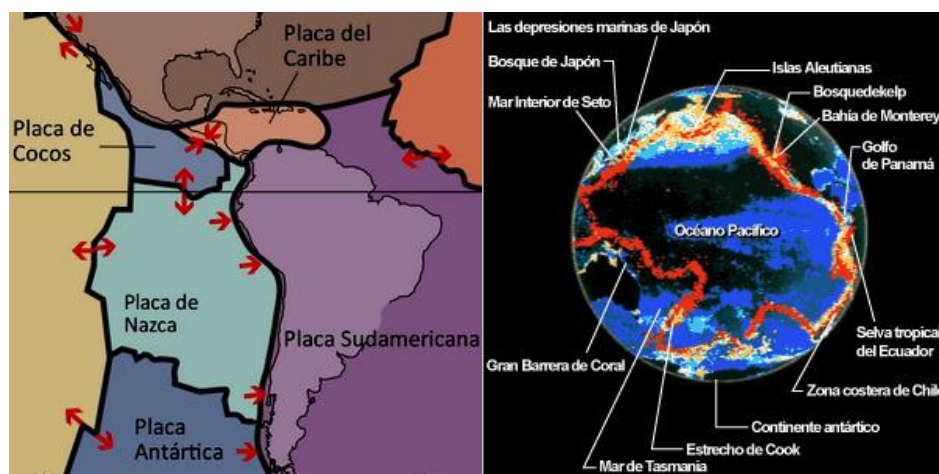 Placa del
Caribe
Placa de
Cocos
Placa de
Nazca
Placa Sudamericana
Placa
Antártica
Las depresiones marinas de Japón
Bosque de Japón
Mar Interior de Seto
Islas Aleutianas
Bosquedekelp
Bahía de Monterey
Golfo
de Panamá
Océano Pacífico
Gran Barrera de Coral
Selva tropica
del Ecuador
Zona costera de Chil
Continente antártico
Estrecho de Cook
Mar de Tasmania